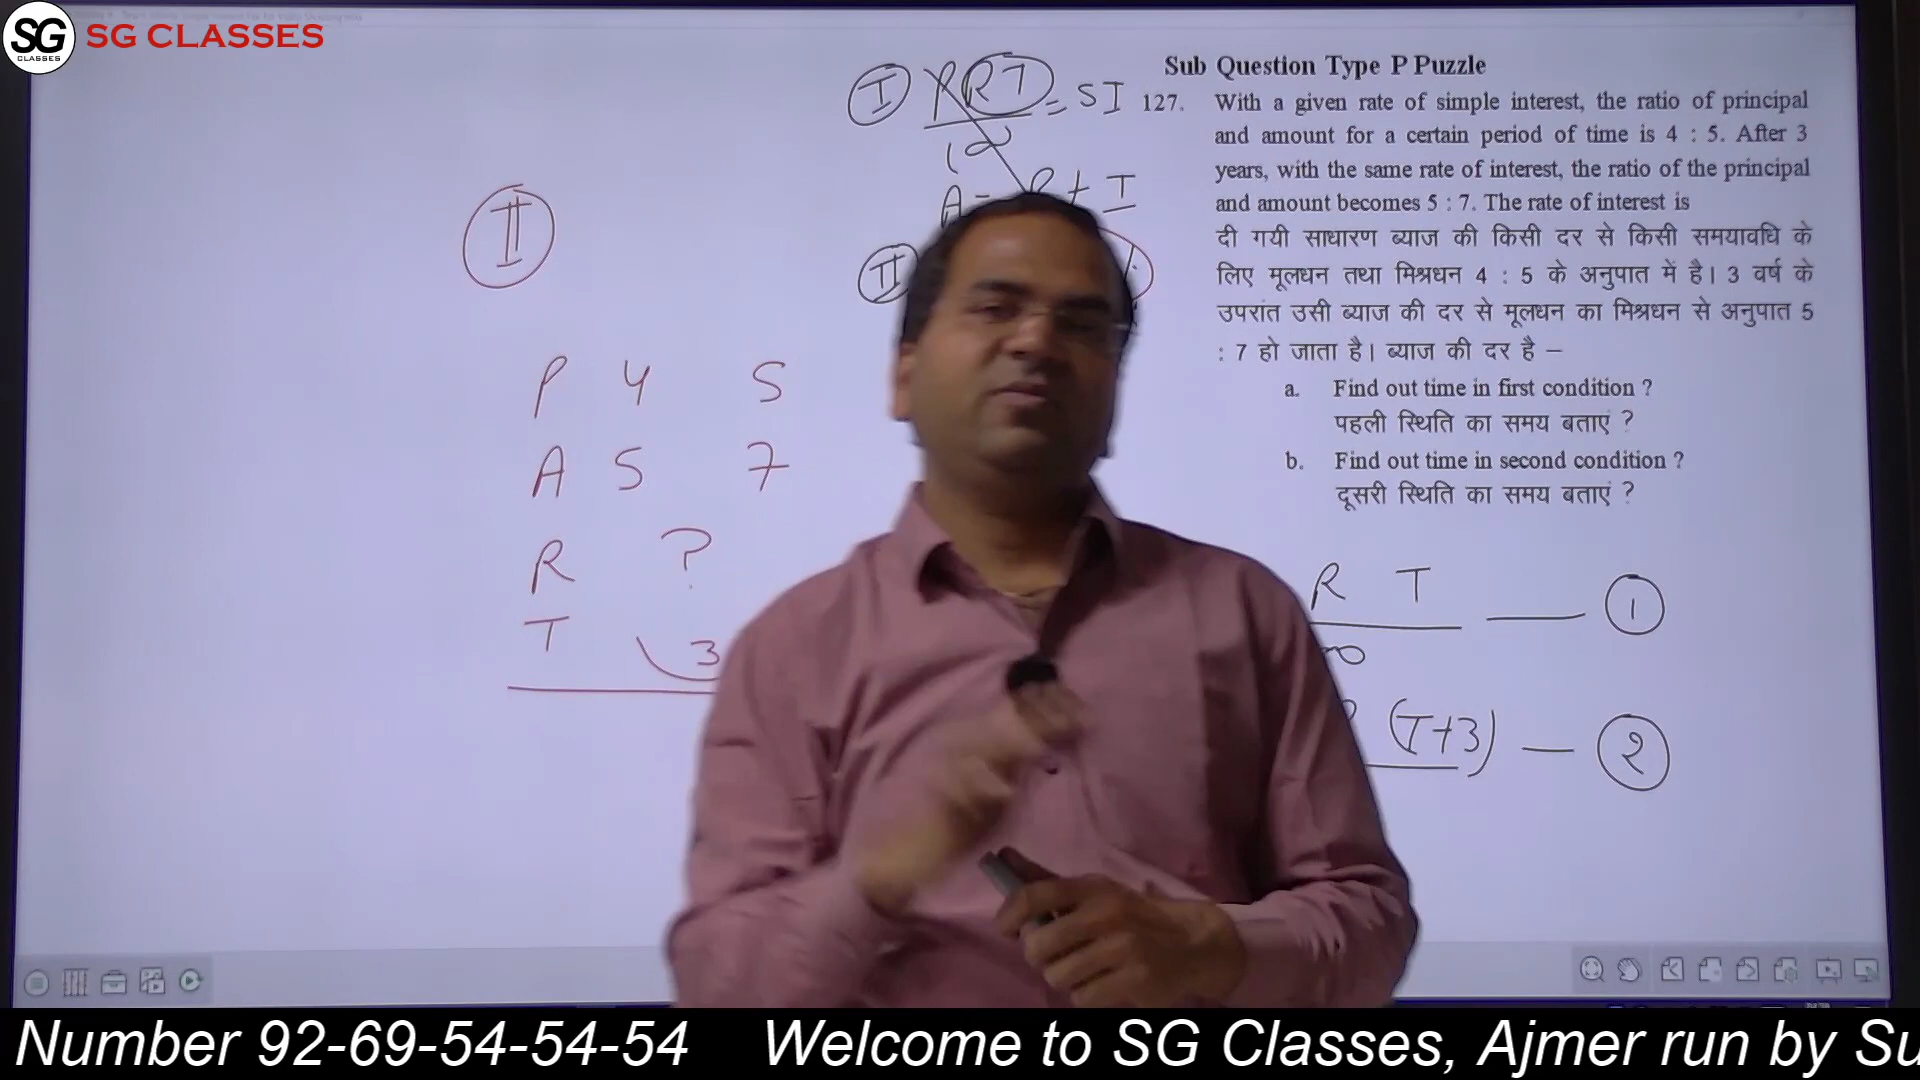 SG CLASSES
SG
CLASSES
I PRT = SI
100
A = P + I
II
II
P 4 5
A 5 7
R ?
T 3
Sub Question Type P Puzzle
127. With a given rate of simple interest, the ratio of principal
and amount for a certain period of time is 4 : 5. After 3
years, with the same rate of interest, the ratio of the principal
and amount becomes 5 : 7. The rate of interest is
दी गयी साधारण ब्याज की किसी दर से किसी समयावधि के
लिए मूलधन तथा मिश्रधन 4 : 5 के अनुपात में है। 3 वर्ष के
उपरांत उसी ब्याज की दर से मूलधन का मिश्रधन से अनुपात 5
: 7 हो जाता है। ब्याज की दर है –
a. Find out time in first condition ?
पहली स्थिति का समय बताएं ?
b. Find out time in second condition ?
दूसरी स्थिति का समय बताएं ?
R T — 1
(T+3) — 2
Number 92-69-54-54-54 Welcome to SG Classes, Ajmer run by Su